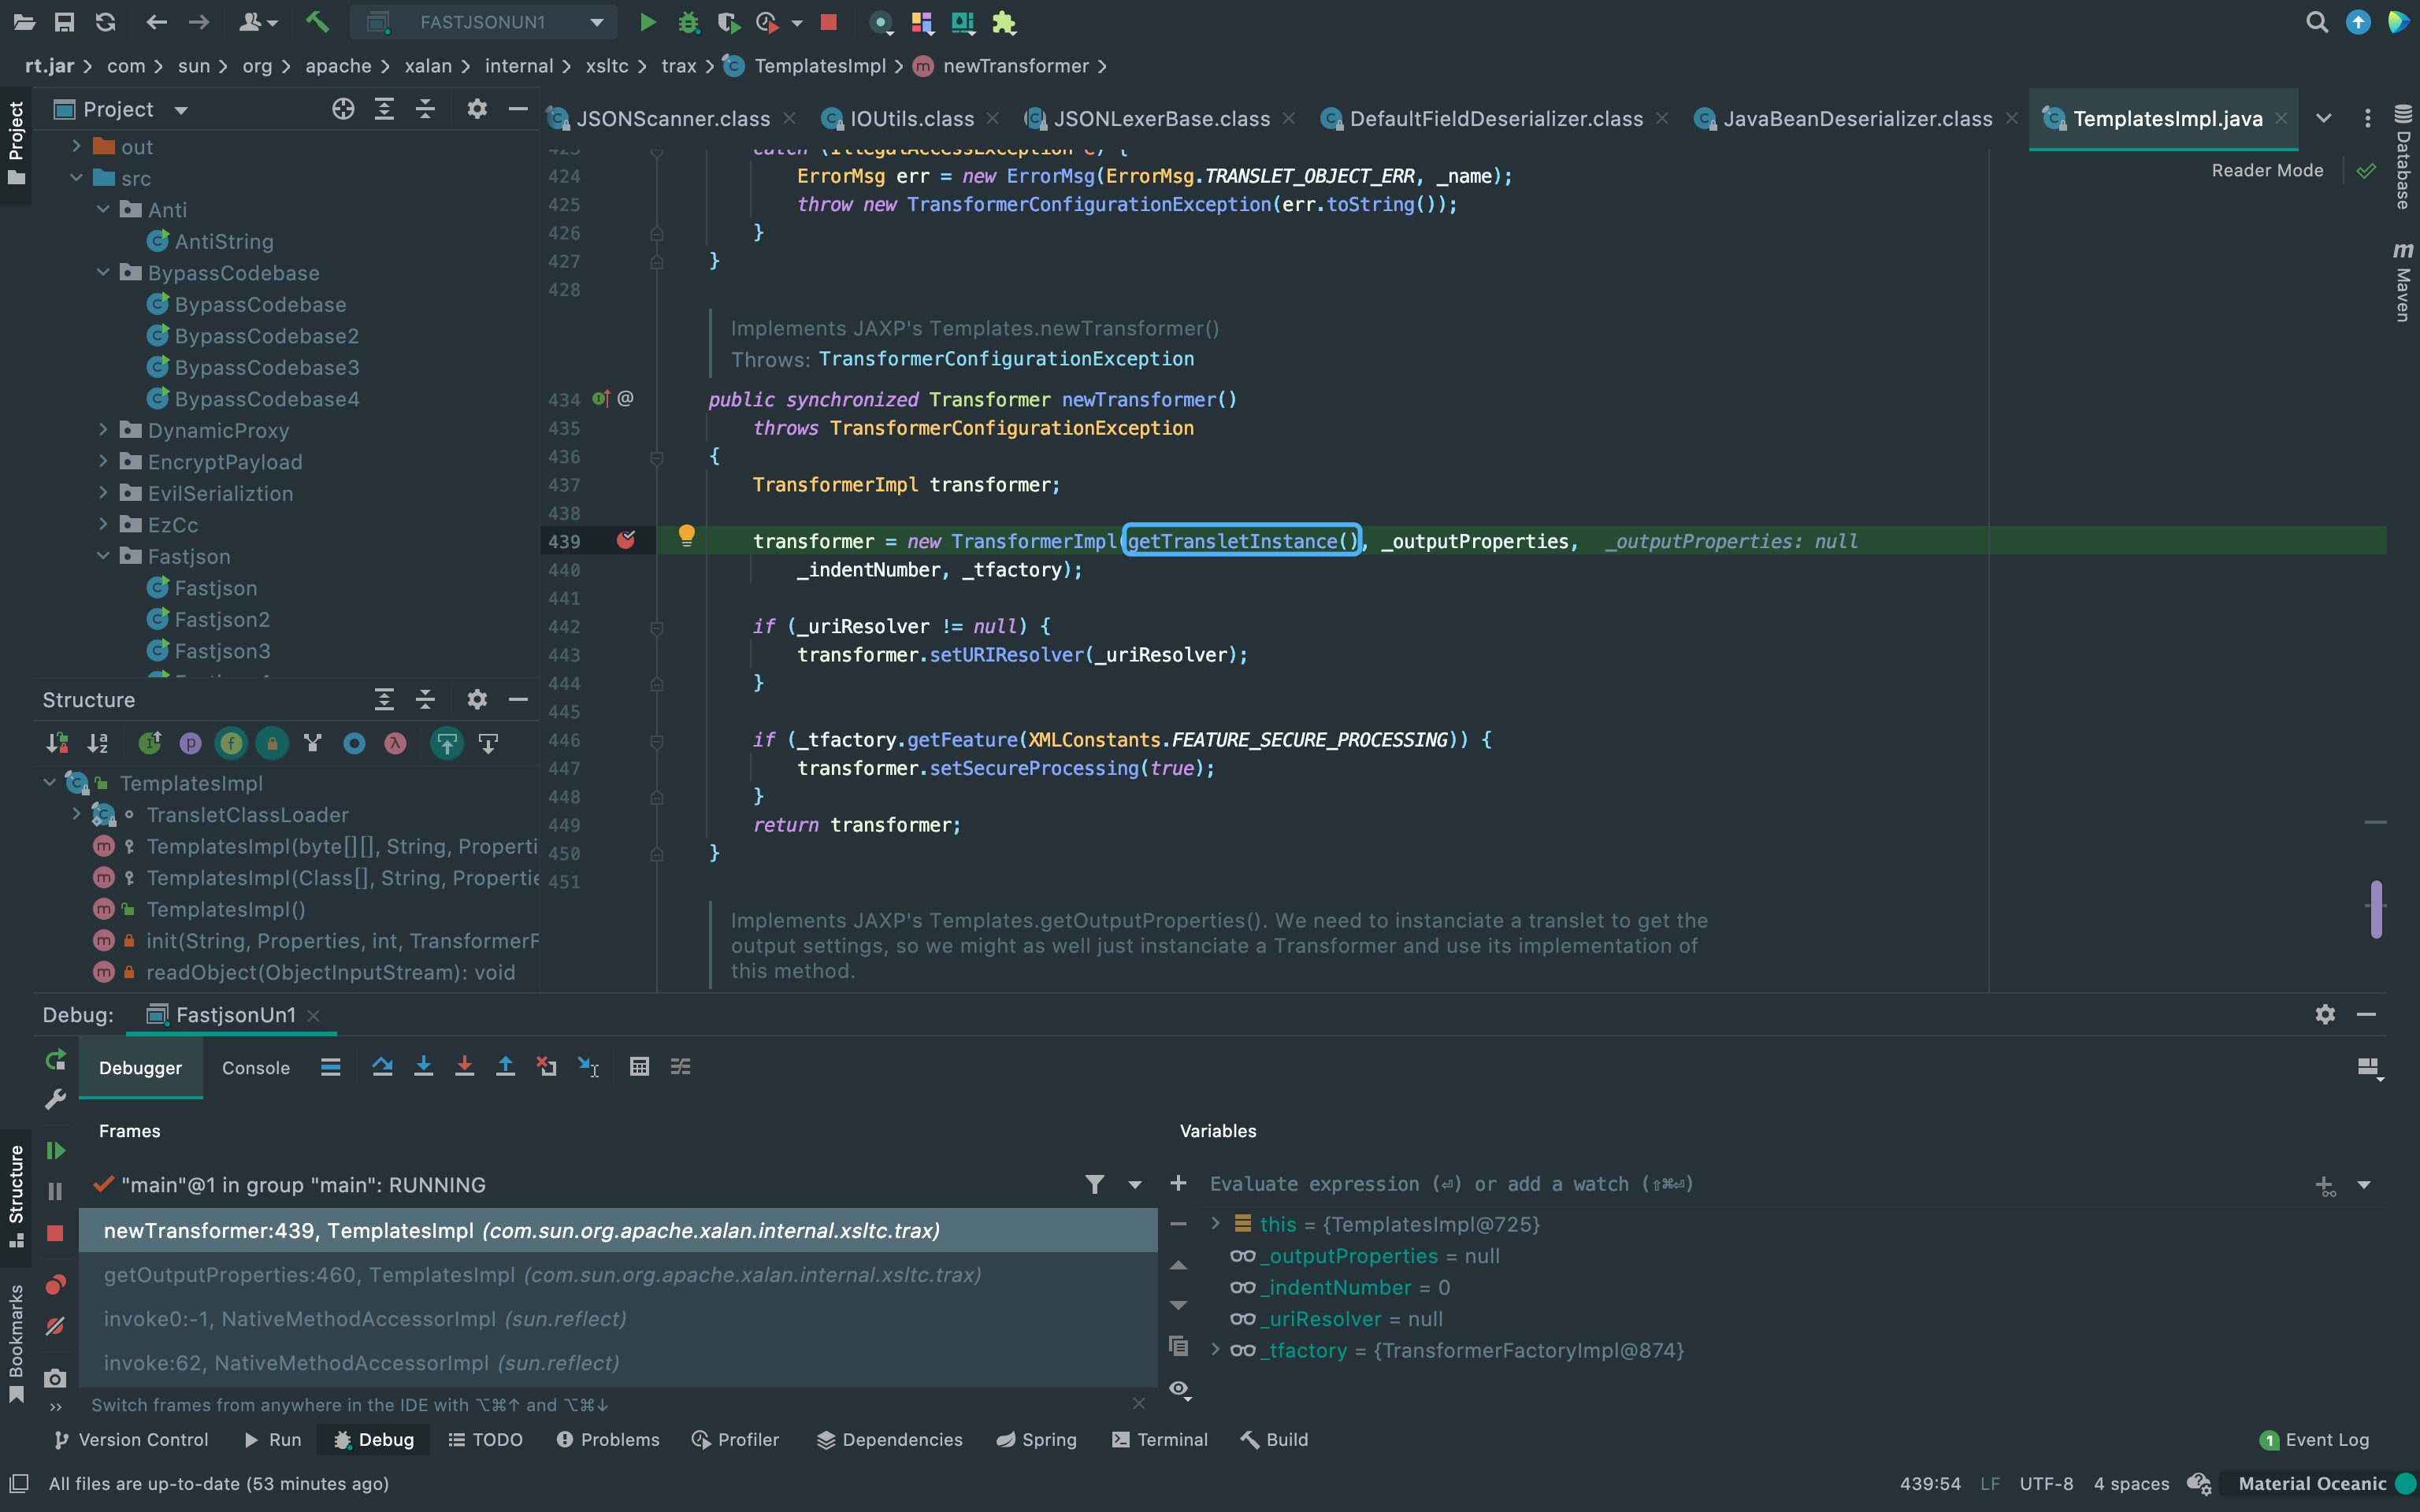 FASTJSONUN1
rt.jar com sun org apache xalan internal xsltc trax TemplatesImpl newTransformer
Project
Project
JSONScanner.class IOUtils.class JSONLexerBase.class DefaultFieldDeserializer.class JavaBeanDeserializer.class TemplatesImpl.java
Database
Maven
Reader Mode
out
src
Anti
AntiString
BypassCodebase
BypassCodebase
BypassCodebase2
BypassCodebase3
BypassCodebase4
DynamicProxy
EncryptPayload
EvilSerializtion
EzCc
Fastjson
Fastjson
Fastjson2
Fastjson3
424 ErrorMsg err = new ErrorMsg(ErrorMsg.TRANSLET_OBJECT_ERR, _name);
425 throw new TransformerConfigurationException(err.toString());
426 }
427 }
428
Implements JAXP's Templates.newTransformer()
Throws: TransformerConfigurationException
434 @ public synchronized Transformer newTransformer()
435 throws TransformerConfigurationException
436 {
437 TransformerImpl transformer;
438
439 transformer = new TransformerImpl(getTransletInstance(), _outputProperties, _outputProperties: null
440 _indentNumber, _tfactory);
441
442 if (_uriResolver != null) {
443 transformer.setURIResolver(_uriResolver);
444 }
445
446 if (_tfactory.getFeature(XMLConstants.FEATURE_SECURE_PROCESSING)) {
447 transformer.setSecureProcessing(true);
448 }
449 return transformer;
450 }
451
Implements JAXP's Templates.getOutputProperties(). We need to instanciate a translet to get the
output settings, so we might as well just instanciate a Transformer and use its implementation of
this method.
Structure
TemplatesImpl
TransletClassLoader
TemplatesImpl(byte[][], String, Properti
TemplatesImpl(Class[], String, Propertie
TemplatesImpl()
init(String, Properties, int, TransformerF
readObject(ObjectInputStream): void
Debug: FastjsonUn1
Debugger Console
Frames
Variables
"main"@1 in group "main": RUNNING
Evaluate expression (⏎) or add a watch (⇧⌘⏎)
newTransformer:439, TemplatesImpl (com.sun.org.apache.xalan.internal.xsltc.trax)
getOutputProperties:460, TemplatesImpl (com.sun.org.apache.xalan.internal.xsltc.trax)
invoke0:-1, NativeMethodAccessorImpl (sun.reflect)
invoke:62, NativeMethodAccessorImpl (sun.reflect)
Switch frames from anywhere in the IDE with ⌥⌘↑ and ⌥⌘↓
this = {TemplatesImpl@725}
_outputProperties = null
_indentNumber = 0
_uriResolver = null
_tfactory = {TransformerFactoryImpl@874}
Structure
Bookmarks
Version Control Run Debug TODO Problems Profiler Dependencies Spring Terminal Build 1 Event Log
All files are up-to-date (53 minutes ago) 439:54 LF UTF-8 4 spaces Material Oceanic